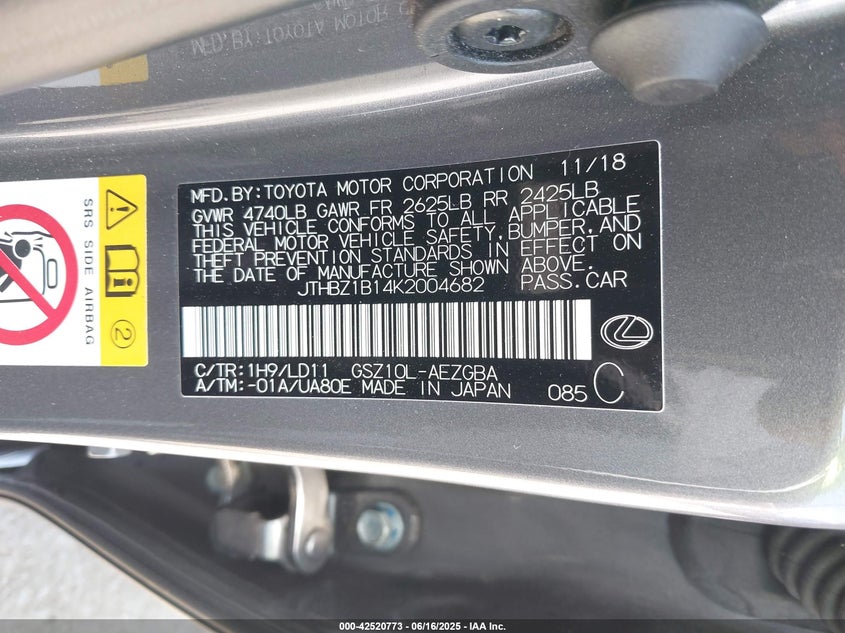 MFD.BY:TOYOTA MOTOR CORPORATION 11/18
GVWR 4740LB GAWR FR 2625LB RR 2425LB
THIS VEHICLE CONFORMS TO ALL APPLICABLE
FEDERAL MOTOR VEHICLE SAFETY,BUMPER,AND
THEFT PREVENTION STANDARDS IN EFFECT ON
THE DATE OF MANUFACTURE SHOWN ABOVE.
JTHBZ1B14K2004682 PASS.CAR
C/TR:1H9/LD11 GSZ10L-AEZGBA
A/TM:-01A/UA80E MADE IN JAPAN 085 C
SRS SIDE AIRBAG
2
000-42520773 - 06/16/2025 - IAA Inc.